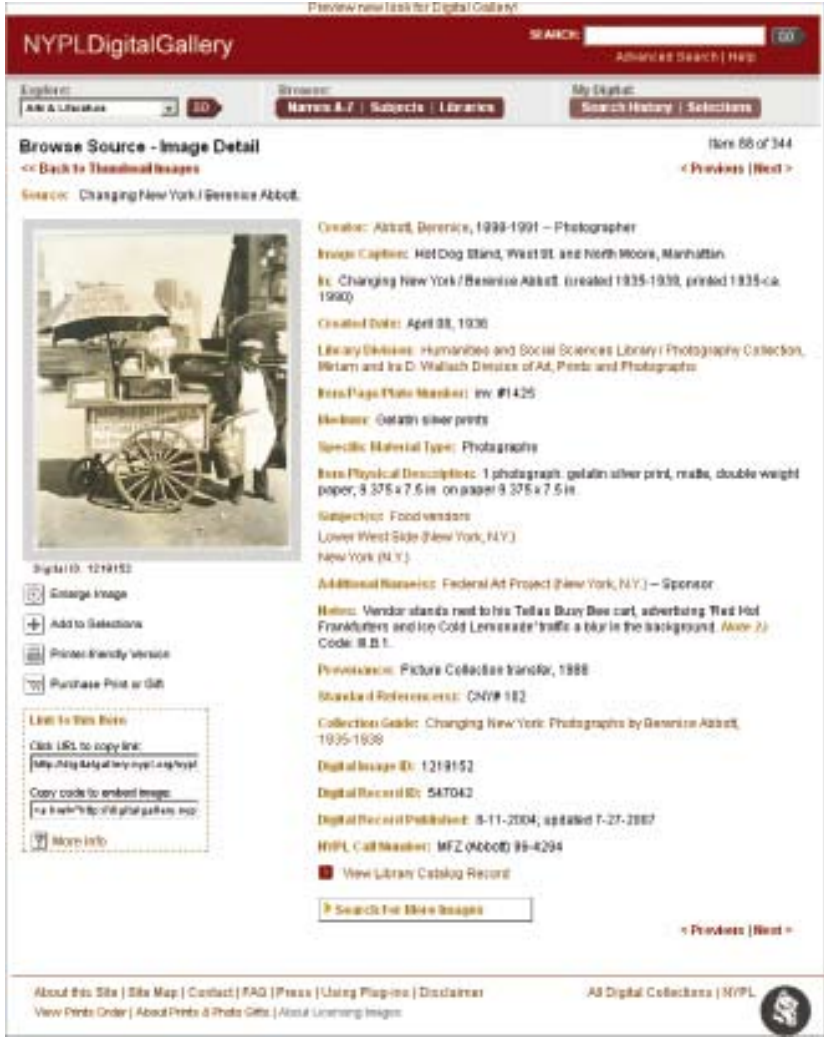 Preview new look for Digital Gallery!
NYPLDigitalGallery
SEARCH:
GO
Advanced Search | Help
Explore:
Arts & Literature
GO
Browse:
Names A-Z | Subjects | Libraries
My Digital:
Search History | Selections
Browse Source - Image Detail
Item 88 of 344
<< Back to Thumbnail Images
< Previous | Next >
Source: Changing New York / Berenice Abbott.
Creator: Abbott, Berenice, 1898-1991 -- Photographer
Image Caption: Hot Dog Stand, West St. and North Moore, Manhattan.
In: Changing New York / Berenice Abbott. (created 1935-1939, printed 1935-ca.
1990)
Created Date: April 08, 1936
Library Division: Humanities and Social Sciences Library / Photography Collection,
Miriam and Ira D. Wallach Division of Art, Prints and Photographs
Item/Page/Plate Number: inv. #1425
Medium: Gelatin silver prints
Specific Material Type: Photographs
Item Physical Description: 1 photograph: gelatin silver print, matte, double weight
paper; 9.375 x 7.5 in. on paper 9.375 x 7.5 in.
Subject(s): Food vendors
Lower West Side (New York, N.Y.)
New York (N.Y.)
Digital ID: 1219152
Additional Name(s): Federal Art Project (New York, N.Y.) -- Sponsor
Enlarge Image
Add to Selections
Printer-friendly Version
Purchase Print or Gift
Notes: Vendor stands next to his Tellas Busy Bee cart, advertising 'Red Hot
Frankfurters and Ice Cold Lemonade' traffic a blur in the background.
Code: III.B.1.
Provenance: Picture Collection transfer, 1988
Standard Reference(s): CNY# 182
Collection Guide: Changing New York: Photographs by Berenice Abbott,
1935-1938
Digital Image ID: 1219152
Digital Record ID: 547042
Digital Record Published: 8-11-2004; updated 7-27-2007
NYPL Call Number: MFZ (Abbott) 96-4294
View Library Catalog Record
Search for More Images
Link to this Item
Click URL to copy link:
http://digitalgallery.nypl.org/nypl
Copy code to embed image:
<a href="http://digitalgallery.nyp
More info
< Previous | Next >
About this Site | Site Map | Contact | FAQ | Press | Using Plug-ins | Disclaimer
All Digital Collections | NYPL
View Prints Order | About Prints & Photo Gifts | About Licensing Images